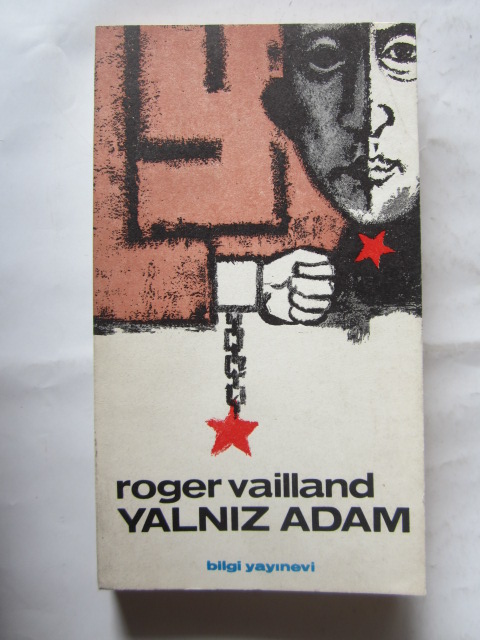 roger vailland
YALNIZ ADAM
bilgi yayınevi